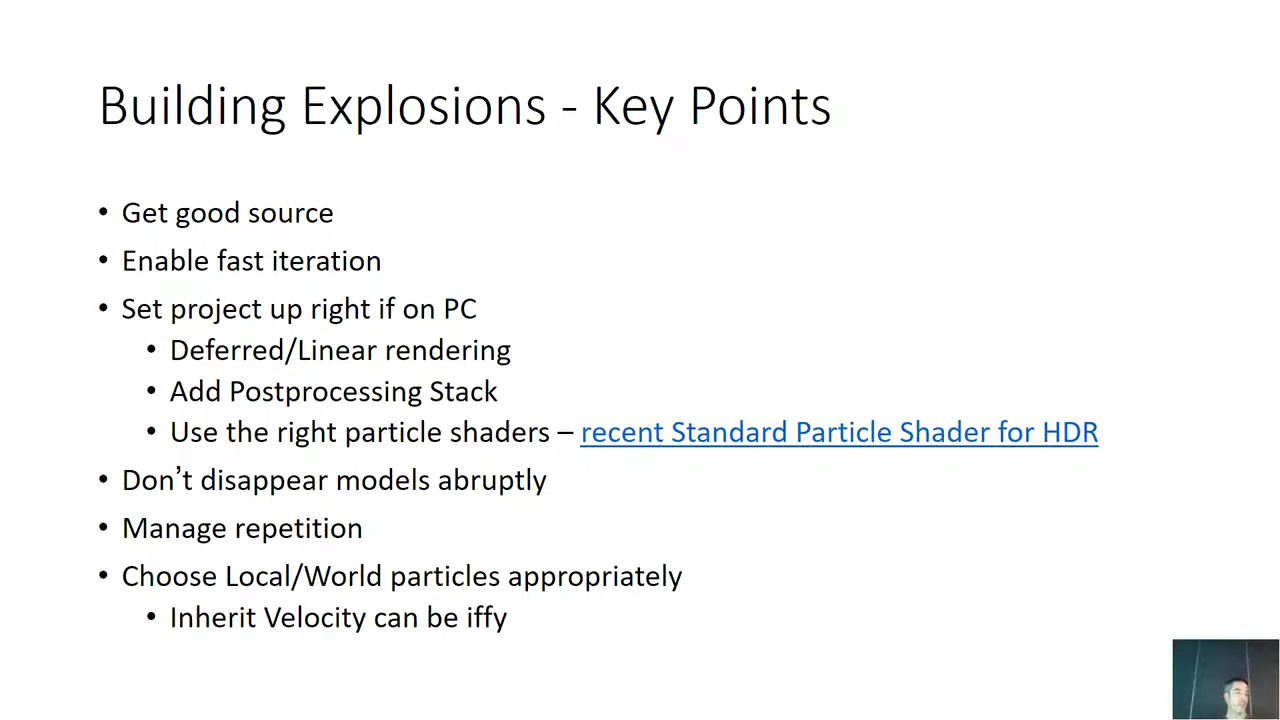 Building Explosions - Key Points
• Get good source
• Enable fast iteration
• Set project up right if on PC
• Deferred/Linear rendering
• Add Postprocessing Stack
• Use the right particle shaders – recent Standard Particle Shader for HDR
• Don’t disappear models abruptly
• Manage repetition
• Choose Local/World particles appropriately
• Inherit Velocity can be iffy